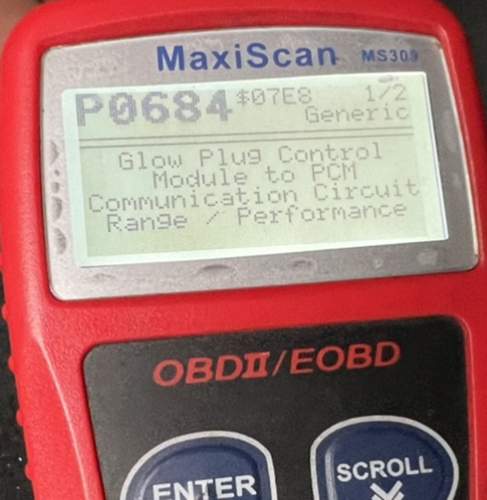 MaxiScan MS309
P0684 $07E8 1/2
Generic
Glow Plug Control
Module to PCM
Communication Circuit
Range / Performance
OBDII/EOBD
ENTER
SCROLL